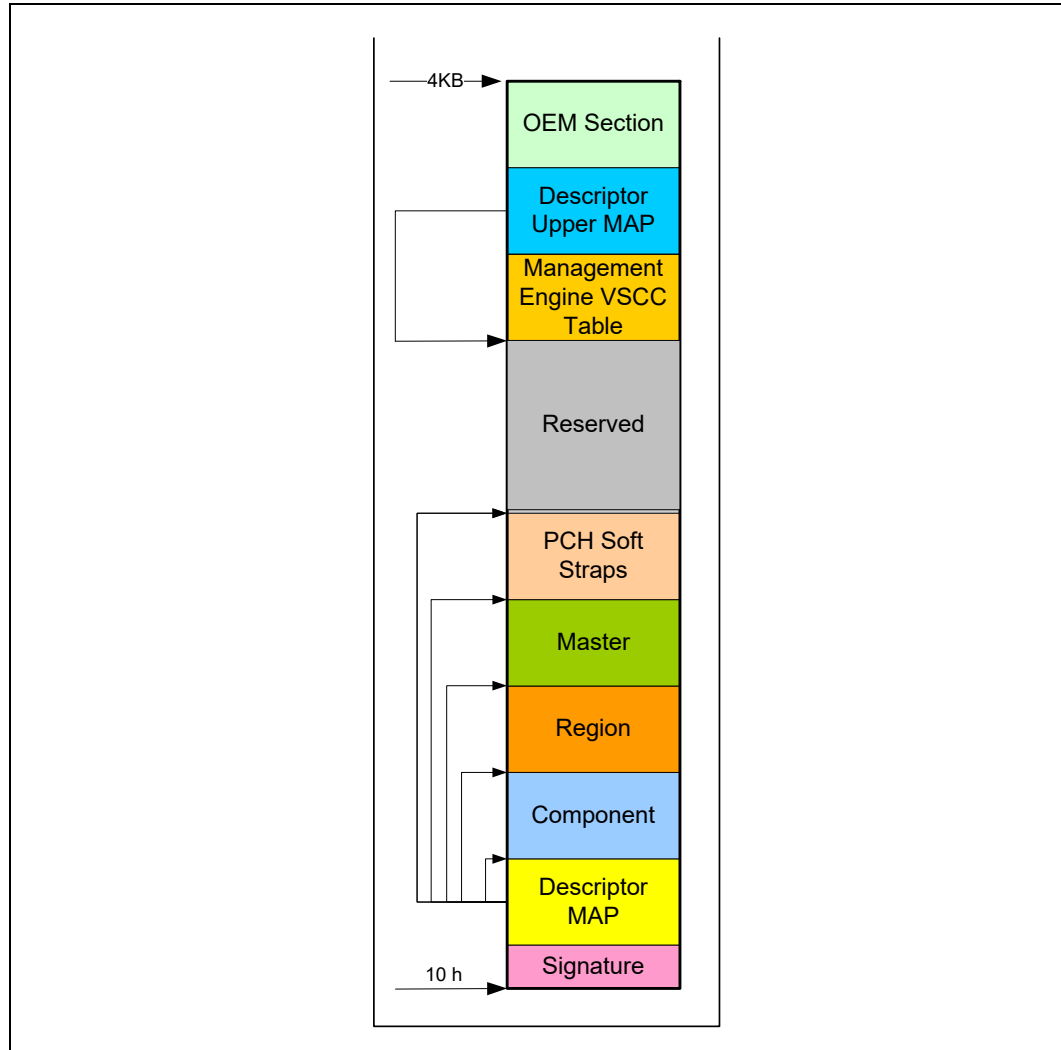 4KB
OEM Section
Descriptor
Upper MAP
Management
Engine VSCC
Table
Reserved
PCH Soft
Straps
Master
Region
Component
Descriptor
MAP
Signature
10 h